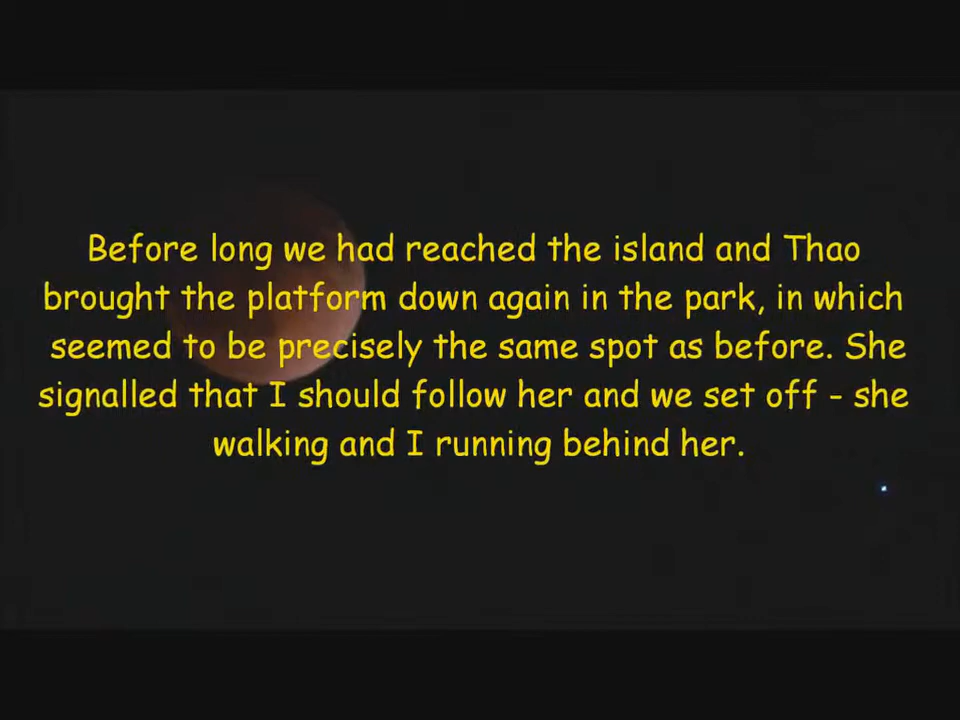 Before long we had reached the island and Thao
brought the platform down again in the park, in which
seemed to be precisely the same spot as before. She
signalled that I should follow her and we set off - she
walking and I running behind her.